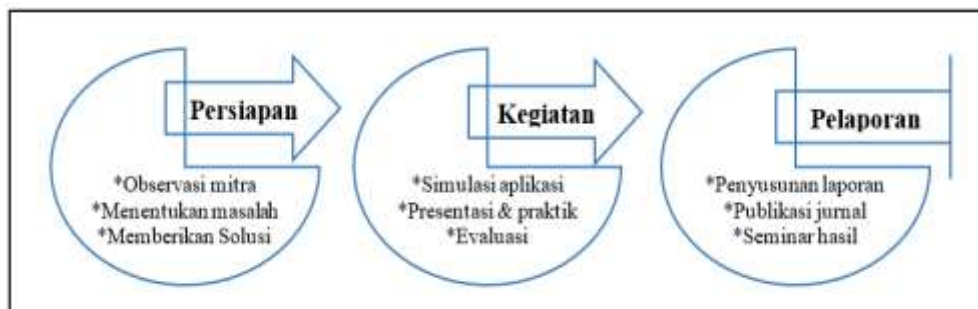 Persiapan
*Observasi mitra
*Menentukan masalah
*Memberikan Solusi
Kegiatan
*Simulasi aplikasi
*Presentasi & praktik
*Evaluasi
Pelaporan
*Penyusunan laporan
*Publikasi jurnal
*Seminar hasil